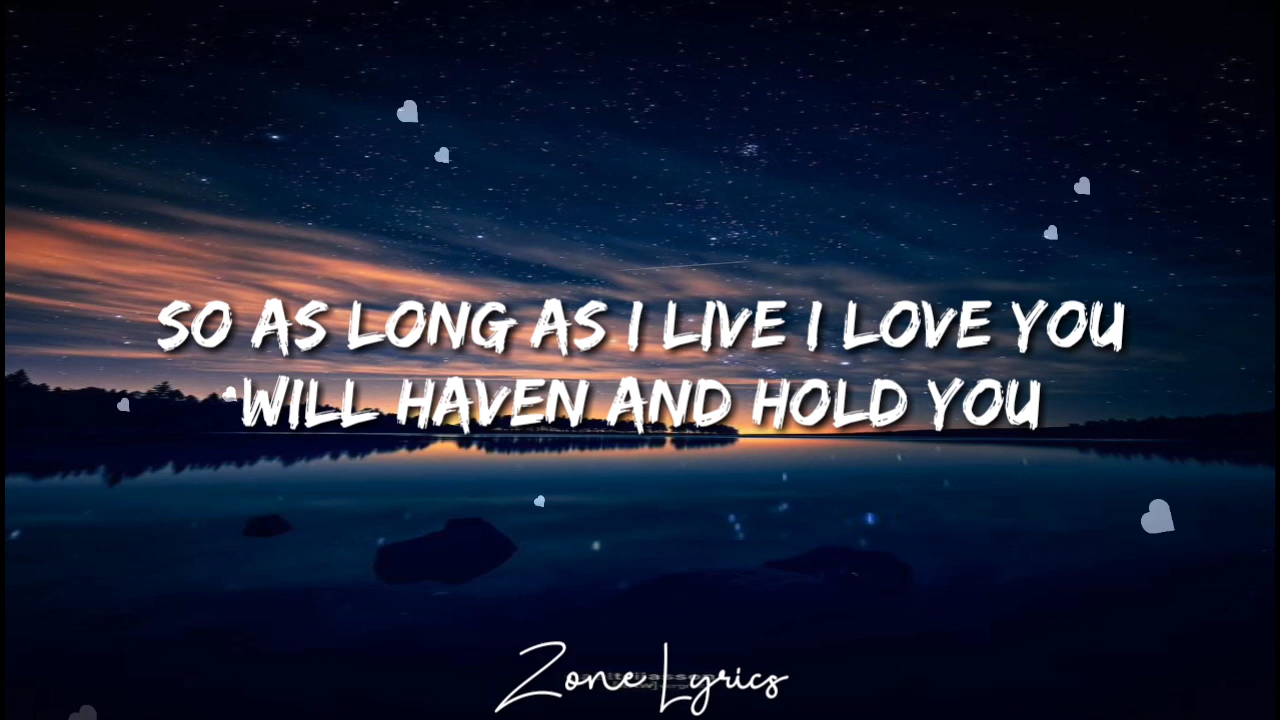 SO AS LONG AS I LIVE I LOVE YOU
WILL HAVEN AND HOLD YOU
Zone Lyrics